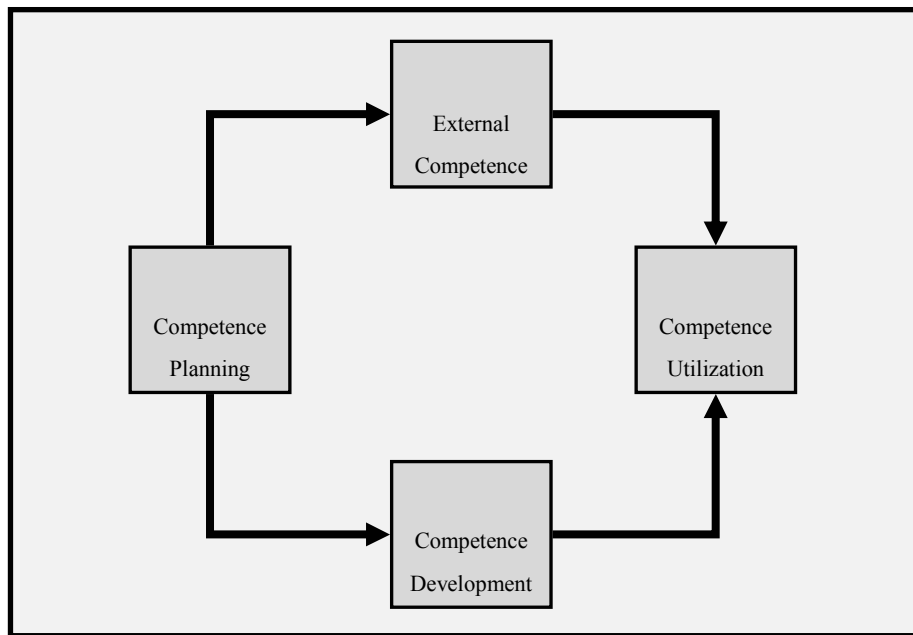 External
Competence
Competence
Planning
Competence
Utilization
Competence
Development